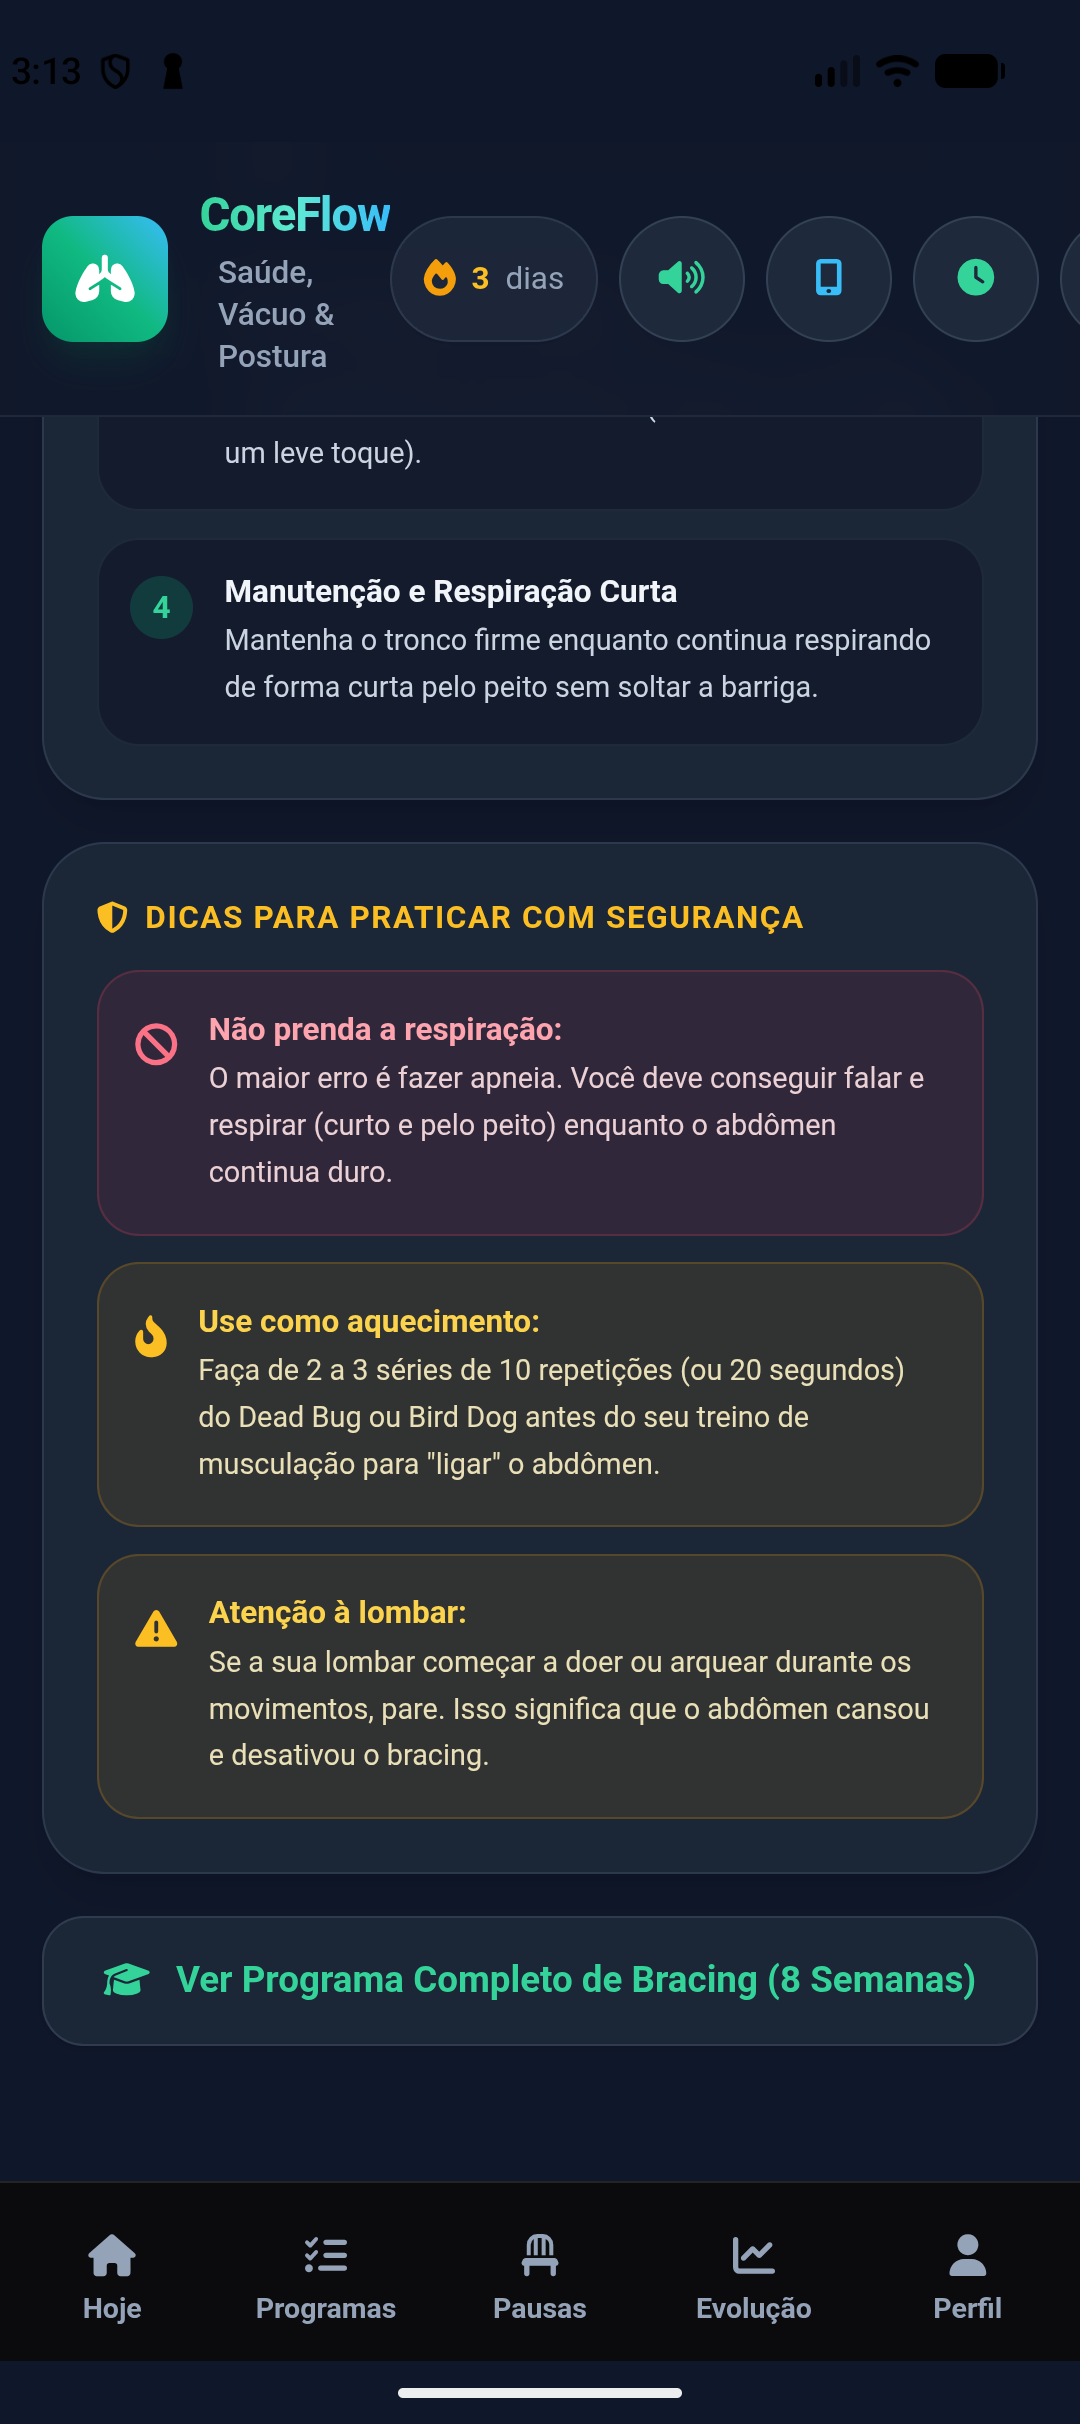 3:13
CoreFlow
Saúde,
Vácuo &
Postura
3 dias
um leve toque).
4
Manutenção e Respiração Curta
Mantenha o tronco firme enquanto continua respirando
de forma curta pelo peito sem soltar a barriga.
DICAS PARA PRATICAR COM SEGURANÇA
Não prenda a respiração:
O maior erro é fazer apneia. Você deve conseguir falar e
respirar (curto e pelo peito) enquanto o abdômen
continua duro.
Use como aquecimento:
Faça de 2 a 3 séries de 10 repetições (ou 20 segundos)
do Dead Bug ou Bird Dog antes do seu treino de
musculação para "ligar" o abdômen.
Atenção à lombar:
Se a sua lombar começar a doer ou arquear durante os
movimentos, pare. Isso significa que o abdômen cansou
e desativou o bracing.
Ver Programa Completo de Bracing (8 Semanas)
Hoje
Programas
Pausas
Evolução
Perfil